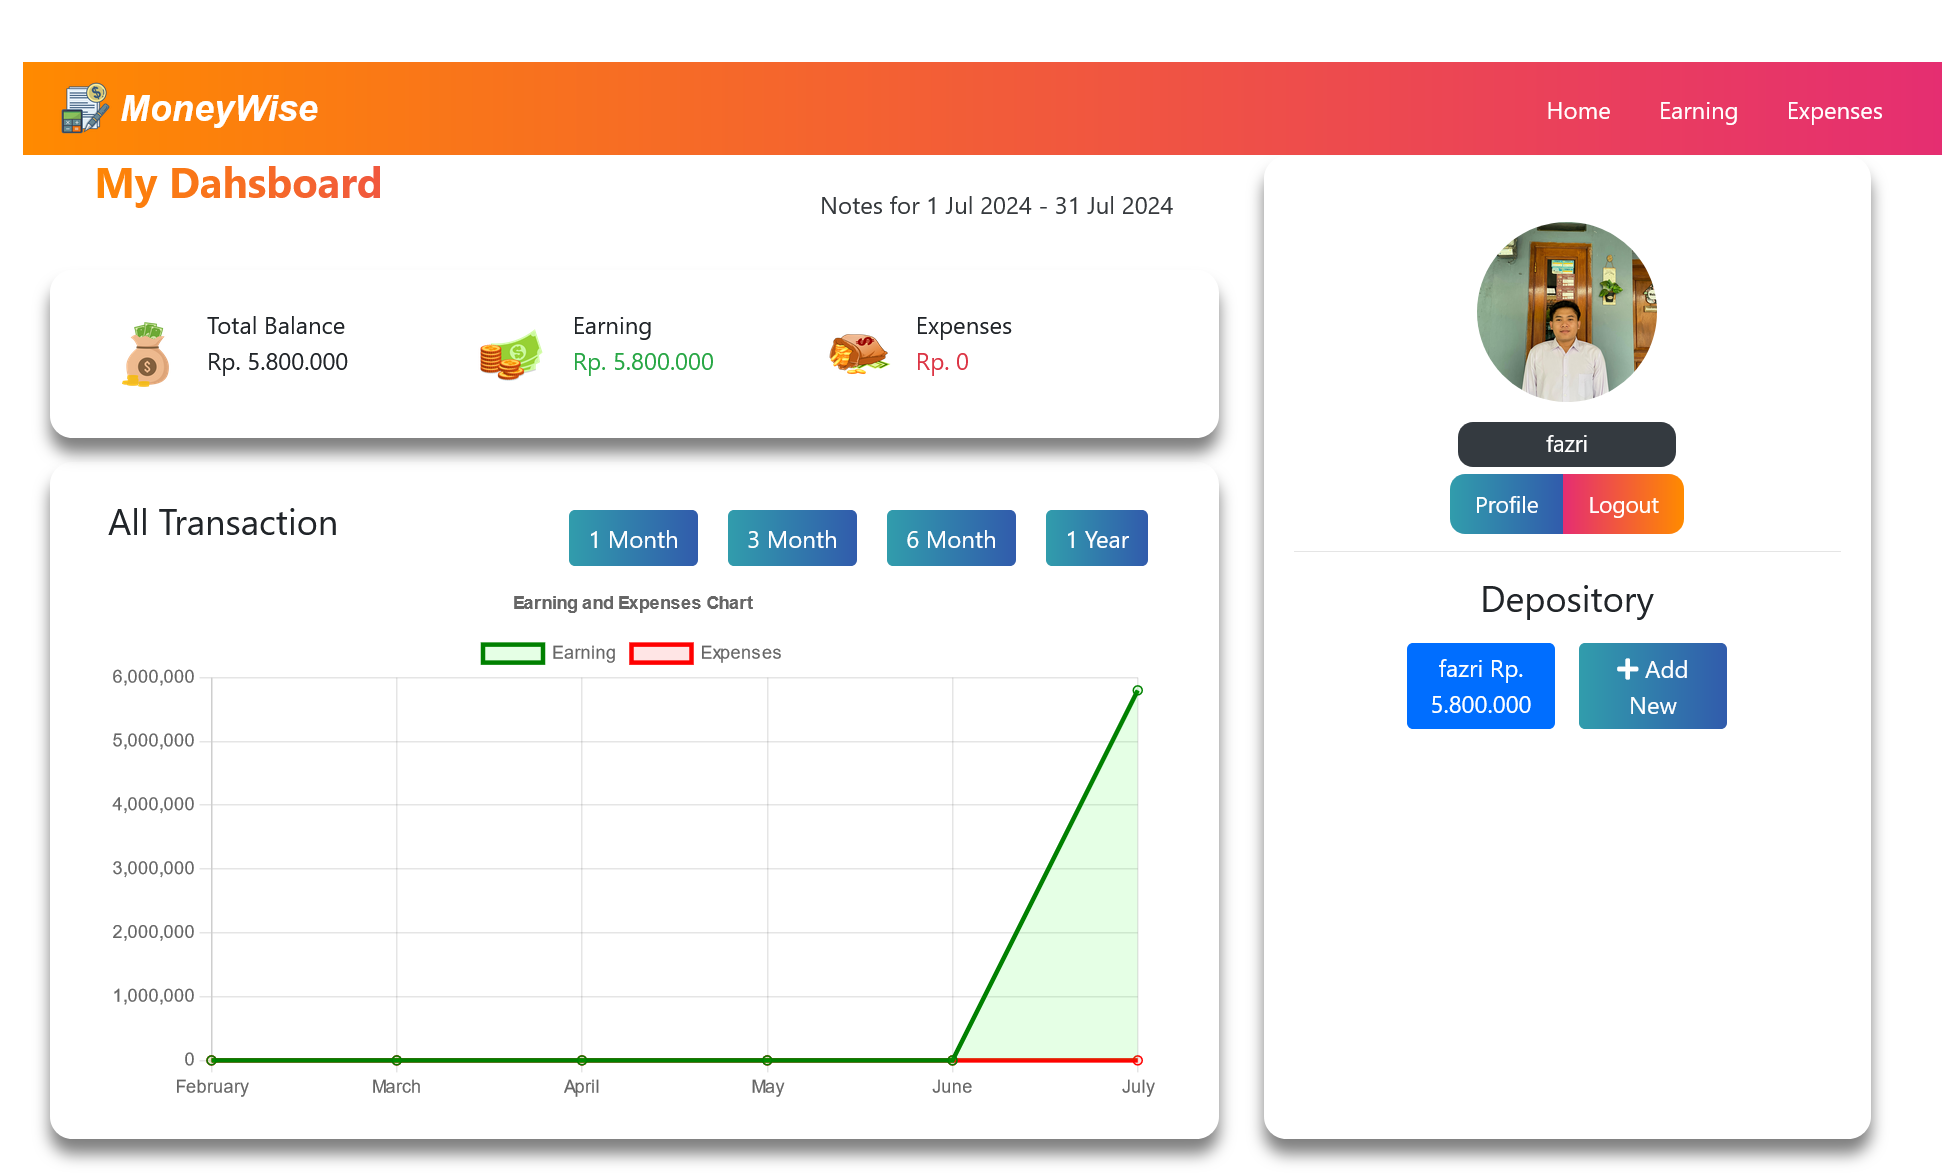 MoneyWise
Home Earning Expenses
My Dahsboard
Notes for 1 Jul 2024 - 31 Jul 2024
Total Balance
Rp. 5.800.000
Earning
Rp. 5.800.000
Expenses
Rp. 0
All Transaction
1 Month 3 Month 6 Month 1 Year
Earning and Expenses Chart
Earning Expenses
6,000,000
5,000,000
4,000,000
3,000,000
2,000,000
1,000,000
0
February March April May June July
fazri
Profile Logout
Depository
fazri Rp.
5.800.000
Add
New